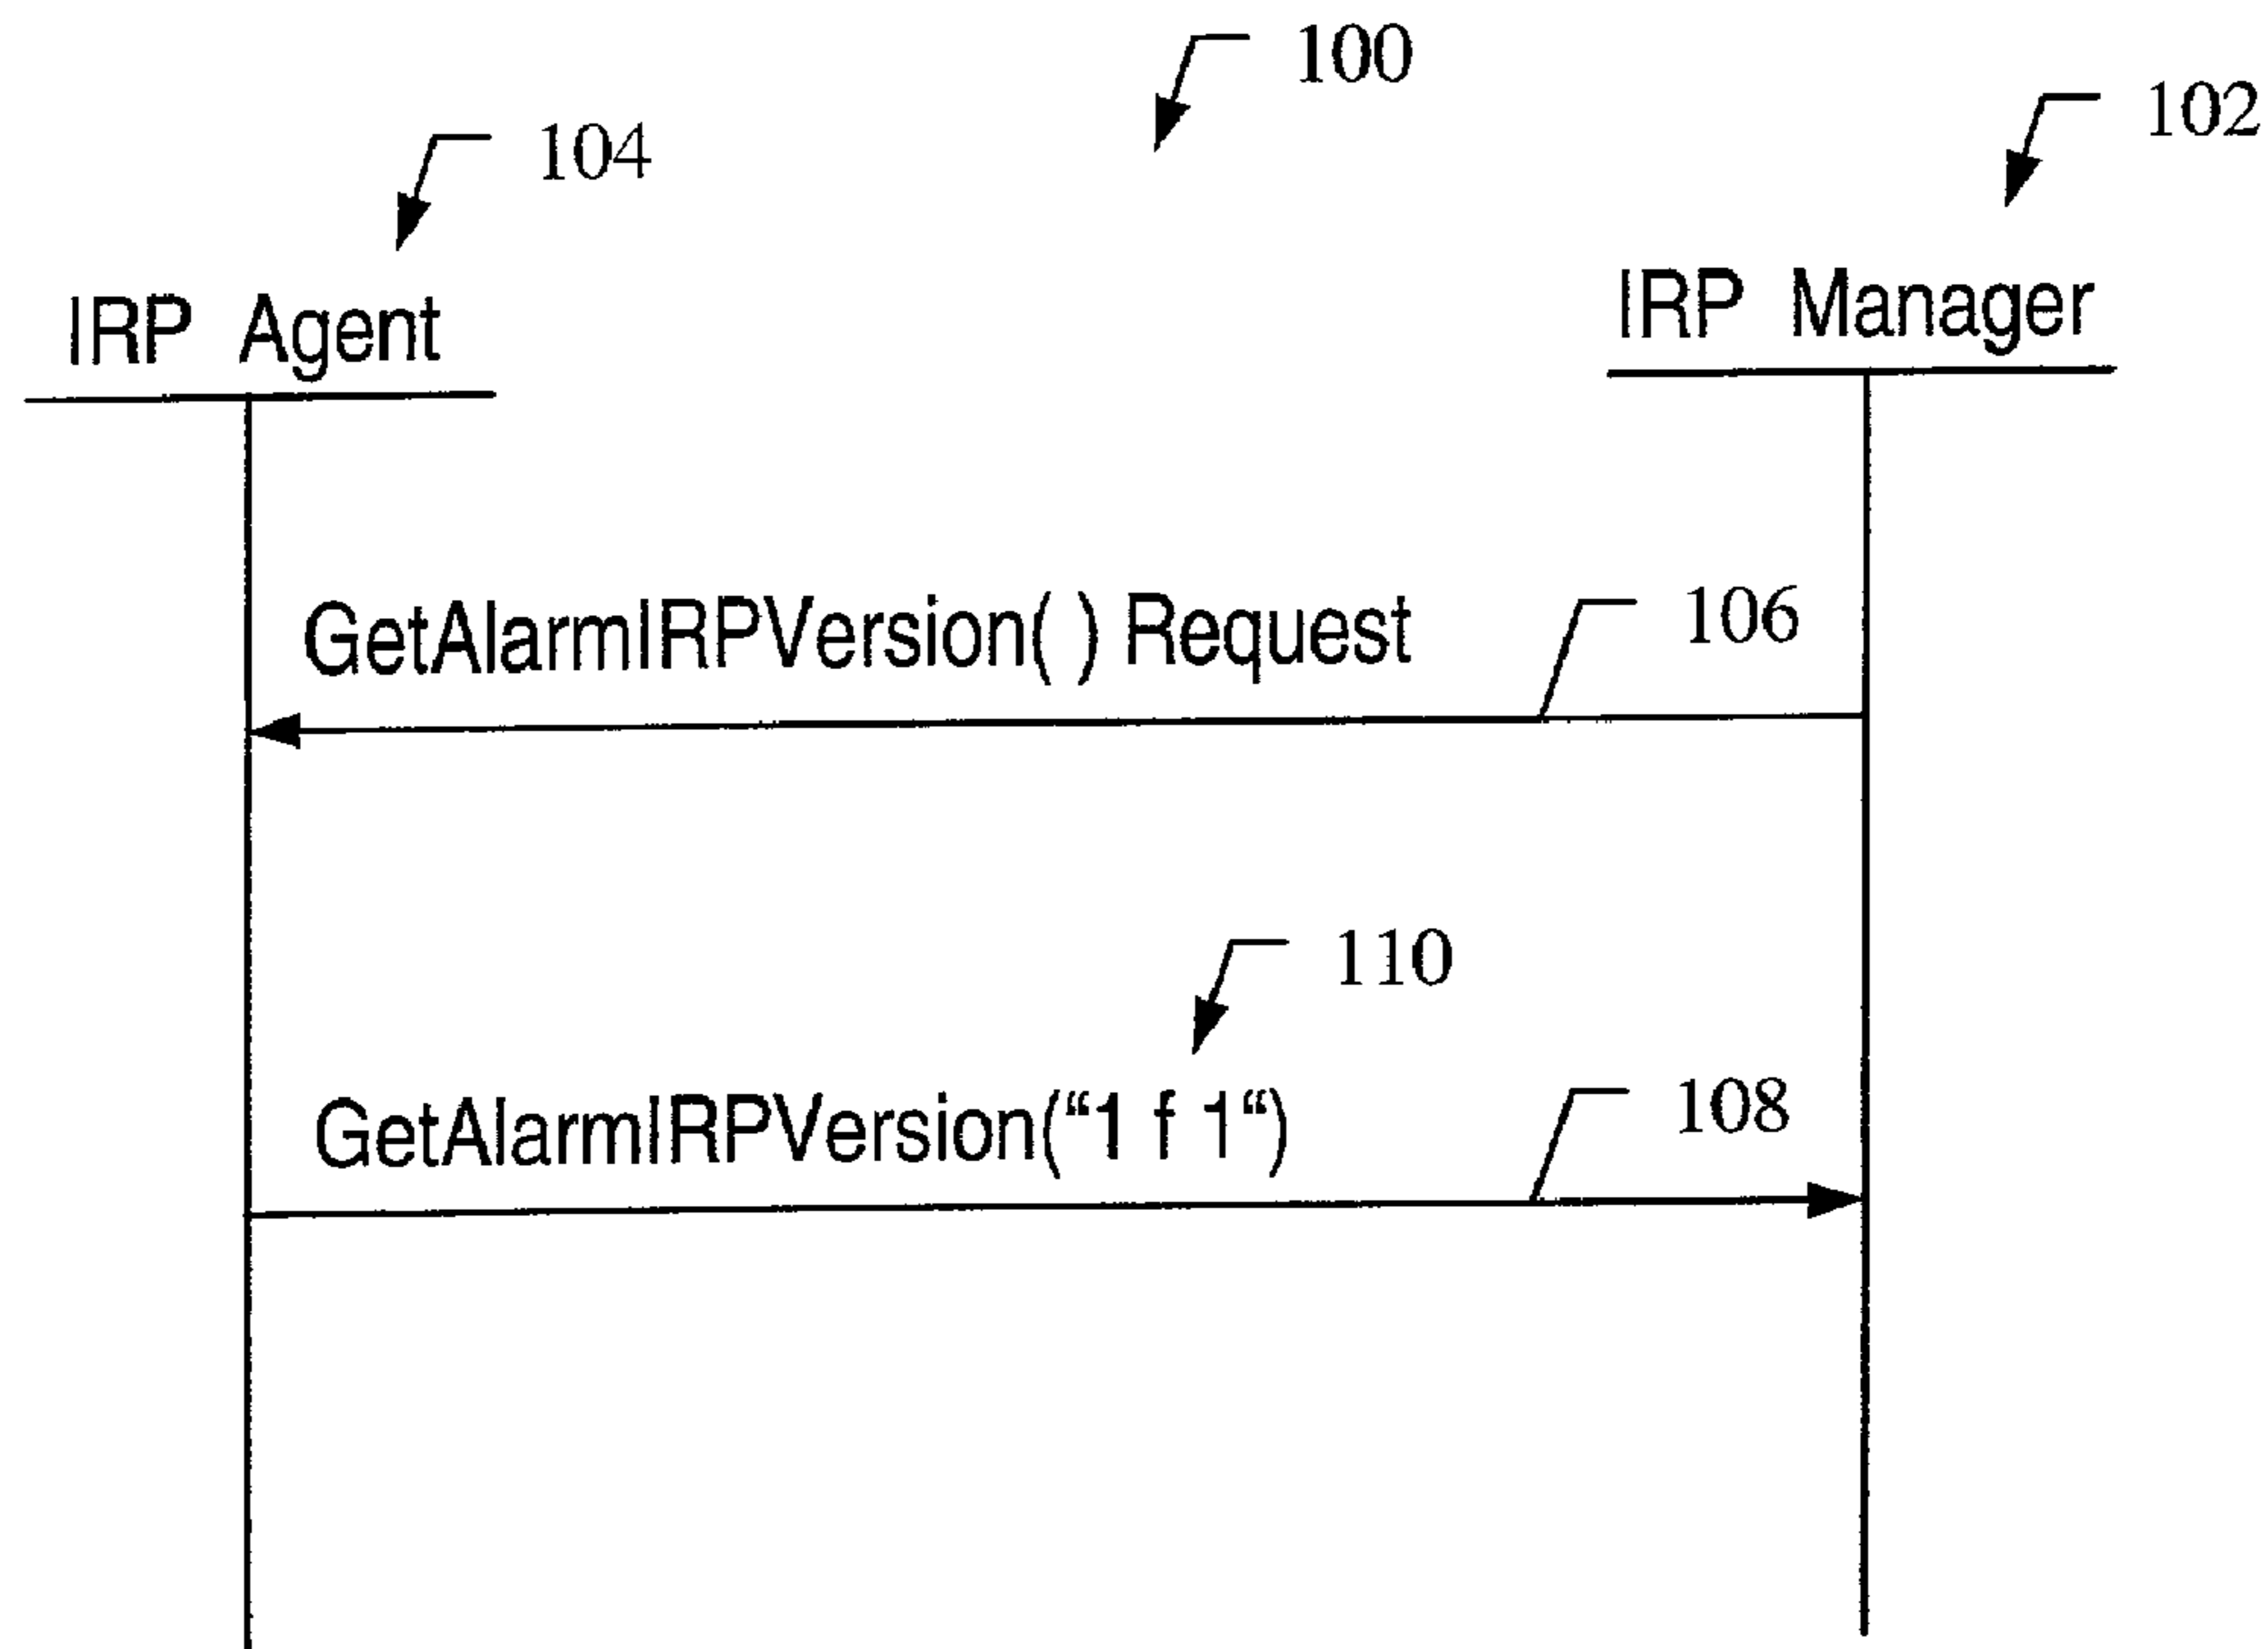 100
102
104
IRP Agent
IRP Manager
GetAlarmIRPVersion( ) Request
106
110
GetAlarmIRPVersion(“1 f 1“)
108